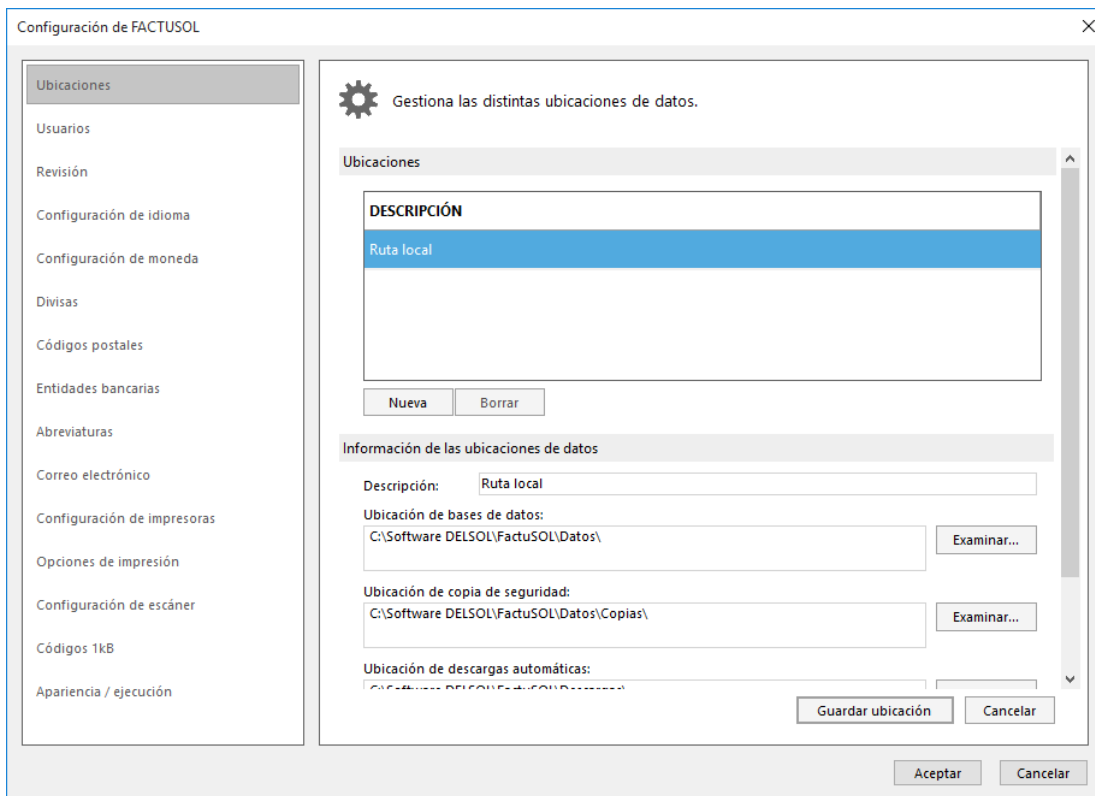 Configuración de FACTUSOL
Ubicaciones
Usuarios
Revisión
Configuración de idioma
Configuración de moneda
Divisas
Códigos postales
Entidades bancarias
Abreviaturas
Correo electrónico
Configuración de impresoras
Opciones de impresión
Configuración de escáner
Códigos 1kB
Apariencia / ejecución
Gestiona las distintas ubicaciones de datos.
Ubicaciones
DESCRIPCIÓN
Ruta local
Nueva Borrar
Información de las ubicaciones de datos
Descripción: Ruta local
Ubicación de bases de datos:
C:\Software DELSOL\FactuSOL\Datos\
Examinar...
Ubicación de copia de seguridad:
C:\Software DELSOL\FactuSOL\Datos\Copias\
Examinar...
Ubicación de descargas automáticas:
C:\Software DELSOL\FactuSOL\Descargas\
Guardar ubicación Cancelar
Aceptar Cancelar